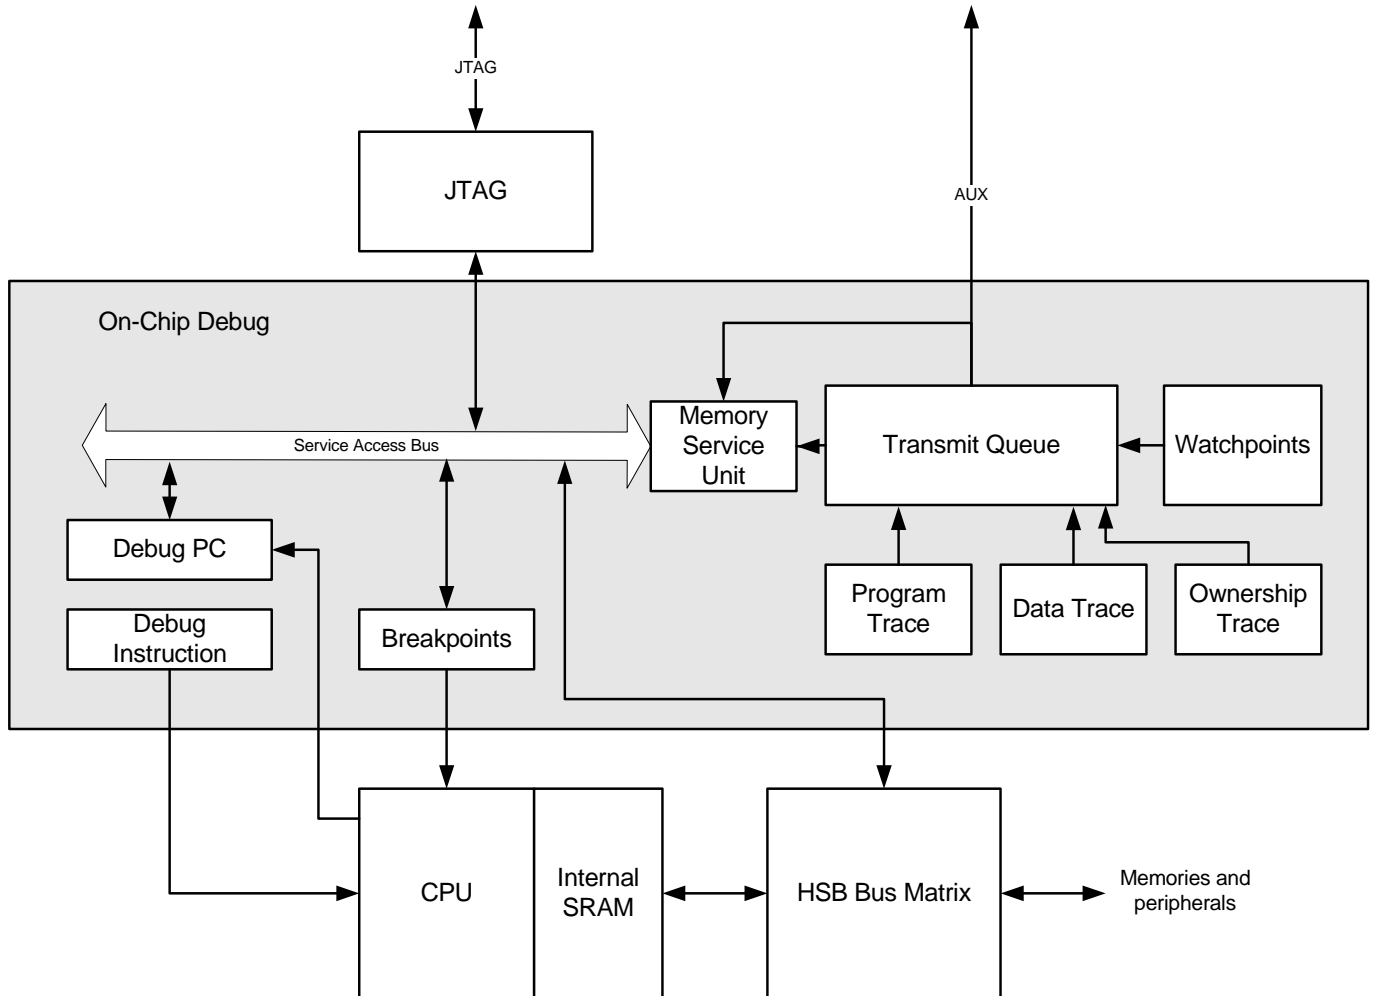 JTAG
JTAG
AUX
On-Chip Debug
Service Access Bus
Memory
Service
Unit
Transmit Queue
Watchpoints
Debug PC
Debug
Instruction
Breakpoints
Program
Trace
Data Trace
Ownership
Trace
CPU
Internal
SRAM
HSB Bus Matrix
Memories and
peripherals